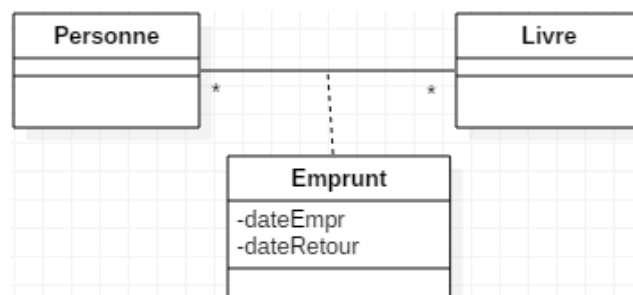 Personne
Livre
*
*
Emprunt
-dateEmpr
-dateRetour